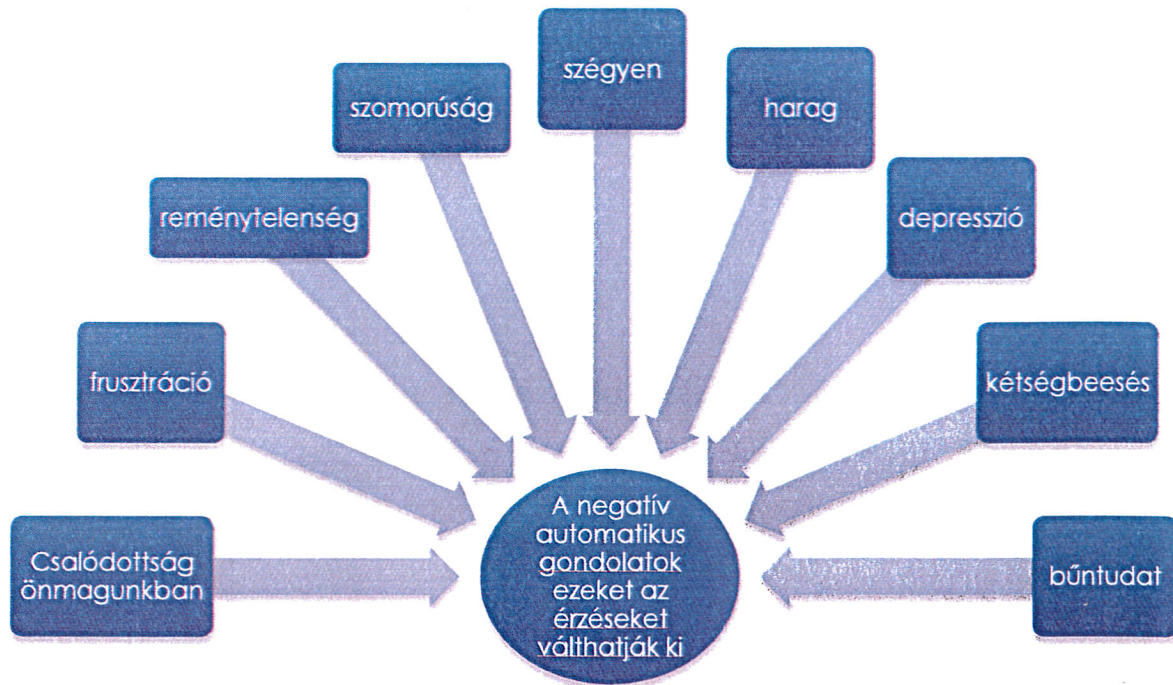 Csalódottság
önmagunkban
frusztráció
reménytelenség
szomorúság
szégyen
harag
depresszió
kétségbeesés
bűntudat
A negatív
automatikus
gondolatok
ezeket az
érzéseket
válthatják ki